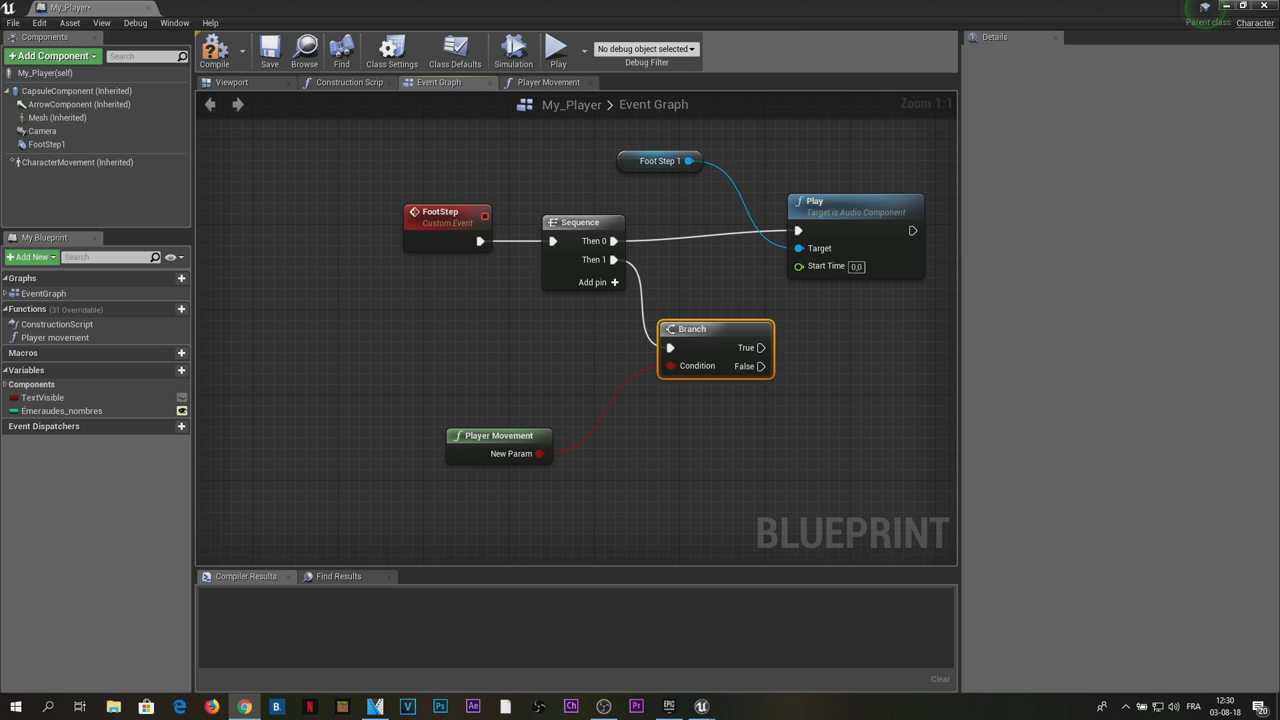 My_Player*
File Edit Asset View Debug Window Help
Parent class: Character
Components
Add Component
Search
My_Player(self)
CapsuleComponent (Inherited)
ArrowComponent (Inherited)
Mesh (Inherited)
Camera
FootStep1
CharacterMovement (Inherited)
My Blueprint
Add New
Search
Graphs
EventGraph
Functions (31 Overridable)
ConstructionScript
Player movement
Macros
Variables
Components
TextVisible
Emeraudes_nombres
Event Dispatchers
Compile
Save
Browse
Find
Class Settings
Class Defaults
Simulation
Play
No debug object selected
Debug Filter
Viewport
Construction Scrip
Event Graph
Player Movement
My_Player > Event Graph
Zoom 1:1
Foot Step 1
FootStep
Custom Event
Sequence
Then 0
Then 1
Add pin +
Play
Target is Audio Component
Target
Start Time 0,0
Branch
True
Condition False
Player Movement
New Param
BLUEPRINT
Compiler Results
Find Results
Clear
Details
B.
N
V
Ps
Ae
Ch
Pr
EPIC
FRA
12:30
03-08-18
20